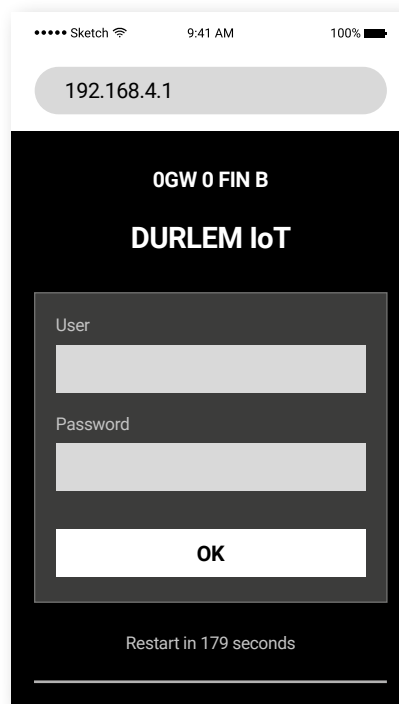 ••••• Sketch 9:41 AM 100%
192.168.4.1
0GW 0 FIN B
DURLEM IoT
User
Password
OK
Restart in 179 seconds